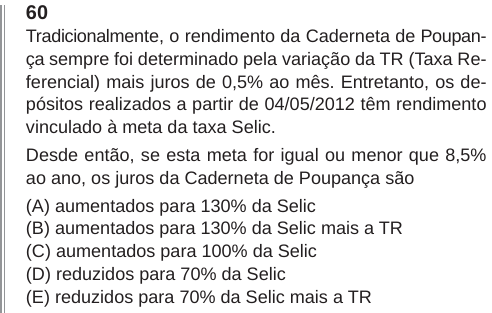 60
Tradicionalmente, o rendimento da Caderneta de Poupan-
ça sempre foi determinado pela variação da TR (Taxa Re-
ferencial) mais juros de 0,5% ao mês. Entretanto, os de-
pósitos realizados a partir de 04/05/2012 têm rendimento
vinculado à meta da taxa Selic.
Desde então, se esta meta for igual ou menor que 8,5%
ao ano, os juros da Caderneta de Poupança são
(A) aumentados para 130% da Selic
(B) aumentados para 130% da Selic mais a TR
(C) aumentados para 100% da Selic
(D) reduzidos para 70% da Selic
(E) reduzidos para 70% da Selic mais a TR